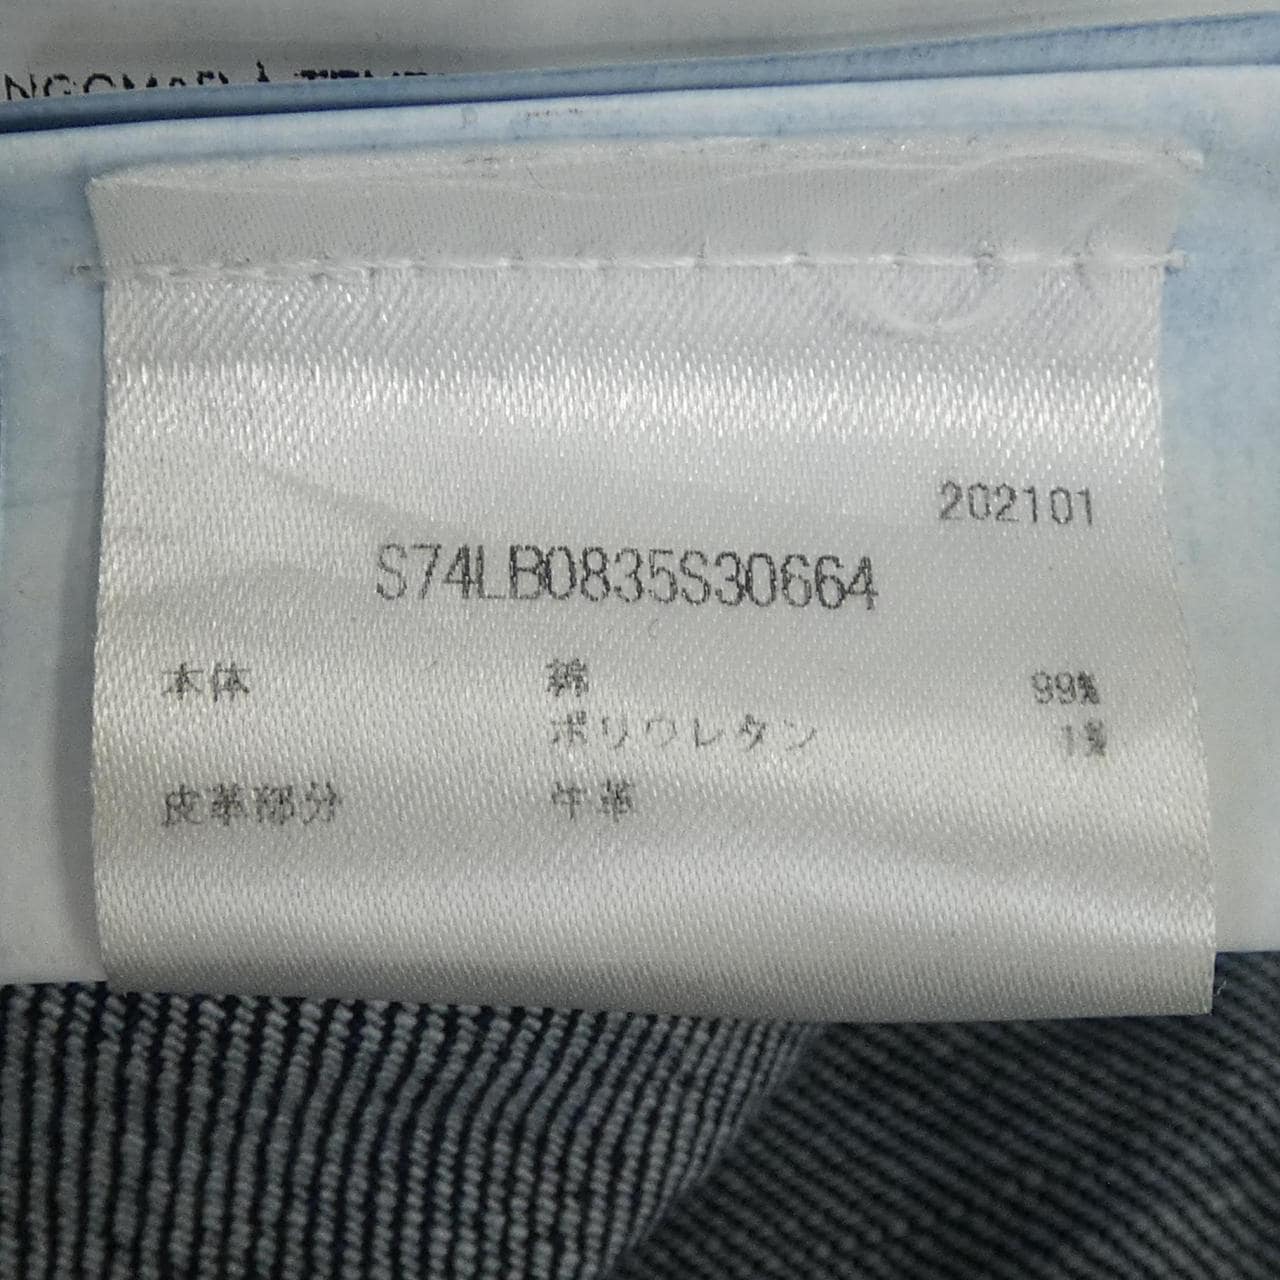 202101
S74LB0835S30664
本体 綿 99%
ポリウレタン 1%
皮革部分 牛革